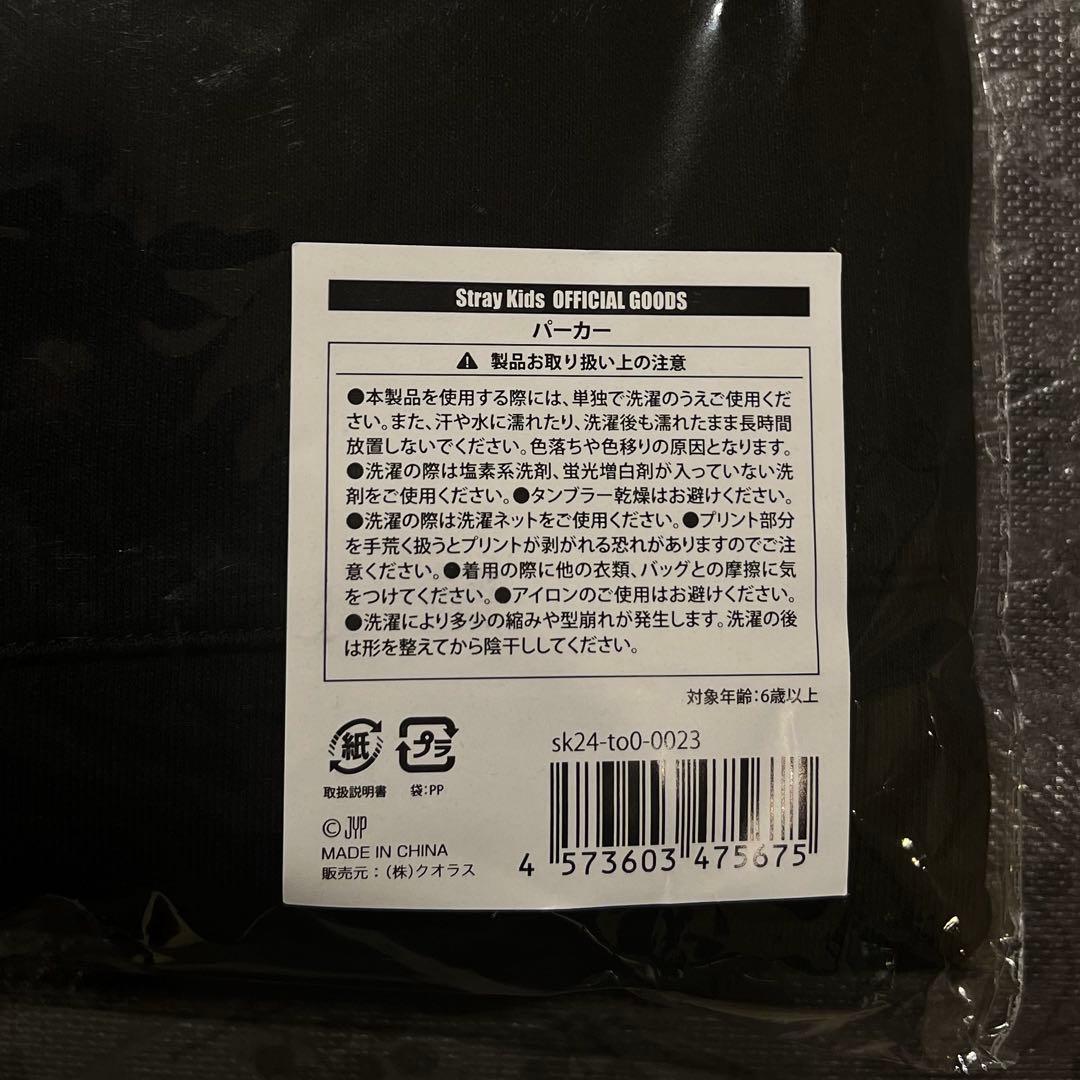 Stray Kids OFFICIAL GOODS
パーカー
製品お取り扱い上の注意
●本製品を使用する際には、単独で洗濯のうえご使用くだ
さい。また、汗や水に濡れたり、洗濯後も濡れたまま長時間
放置しないでください。色落ちや色移りの原因となります。
●洗濯の際は塩素系洗剤、蛍光増白剤が入っていない洗
剤をご使用ください。●タンブラー乾燥はお避けください。
●洗濯の際は洗濯ネットをご使用ください。●プリント部分
を手荒く扱うとプリントが剥がれる恐れがありますのでご注
意ください。●着用の際に他の衣類、バッグとの摩擦に気
をつけてください。●アイロンのご使用はお避けください。
●洗濯により多少の縮みや型崩れが発生します。洗濯の後
は形を整えてから陰干ししてください。
対象年齢:6歳以上
紙
プラ
取扱説明書
袋:PP
sk24-to0-0023
4 573603 475675
© JYP
MADE IN CHINA
販売元:(株)クオラス